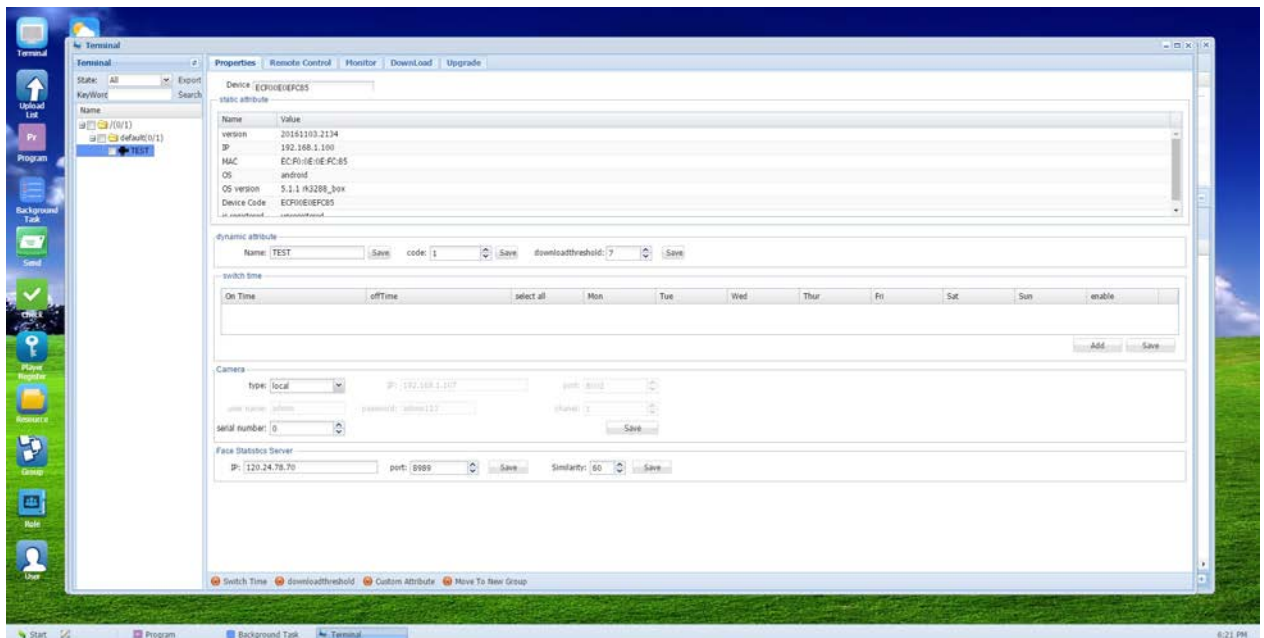 Terminal
Upload List
Pr
Program
Background Task
Send
Check
Player Register
Resource
Group
Role
User
Terminal
Terminal
State: All Export
KeyWord Search
Name
/(0/1)
default(0/1)
TEST
Properties Remote Control Monitor DownLoad Upgrade
Device ECF00E0EFC85
static attribute
Name Value
version 20161103.2134
IP 192.168.1.100
MAC EC:F0:0E:0E:FC:85
OS android
OS version 5.1.1 rk3288_box
Device Code ECF00E0EFC85
is registered unregistered
dynamic attribute
Name: TEST Save code: 1 Save downloadthreshold: 7 Save
switch time
On Time offTime select all Mon Tue Wed Thur Fri Sat Sun enable
Add Save
Camera
type: local IP: 192.168.1.107 port:
user name: admin password: chanel: 1
serial number: 0 Save
Face Statistics Server
IP: 120.24.78.70 port: 8989 Save Similarity: 60 Save
Switch Time downloadthreshold Custom Attribute Move To New Group
Start Program Background Task Terminal 6:21 PM